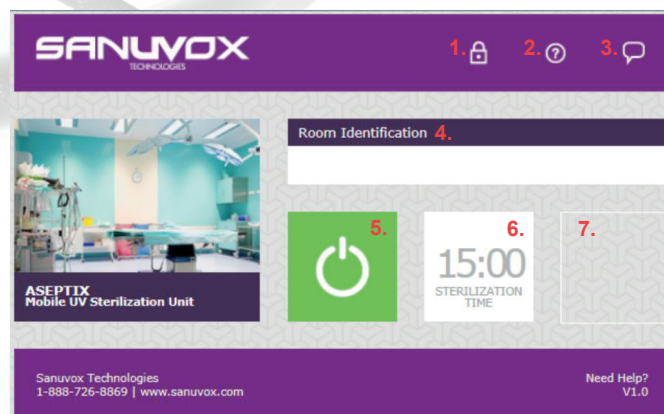 SANUVOX
TECHNOLOGIES
1.
2. ?
3.
Room Identification 4.
5.
6.
15:00
STERILIZATION
TIME
7.
ASEPTIX
Mobile UV Sterilization Unit
Sanuvox Technologies
1-888-726-8869 | www.sanuvox.com
Need Help?
V1.0